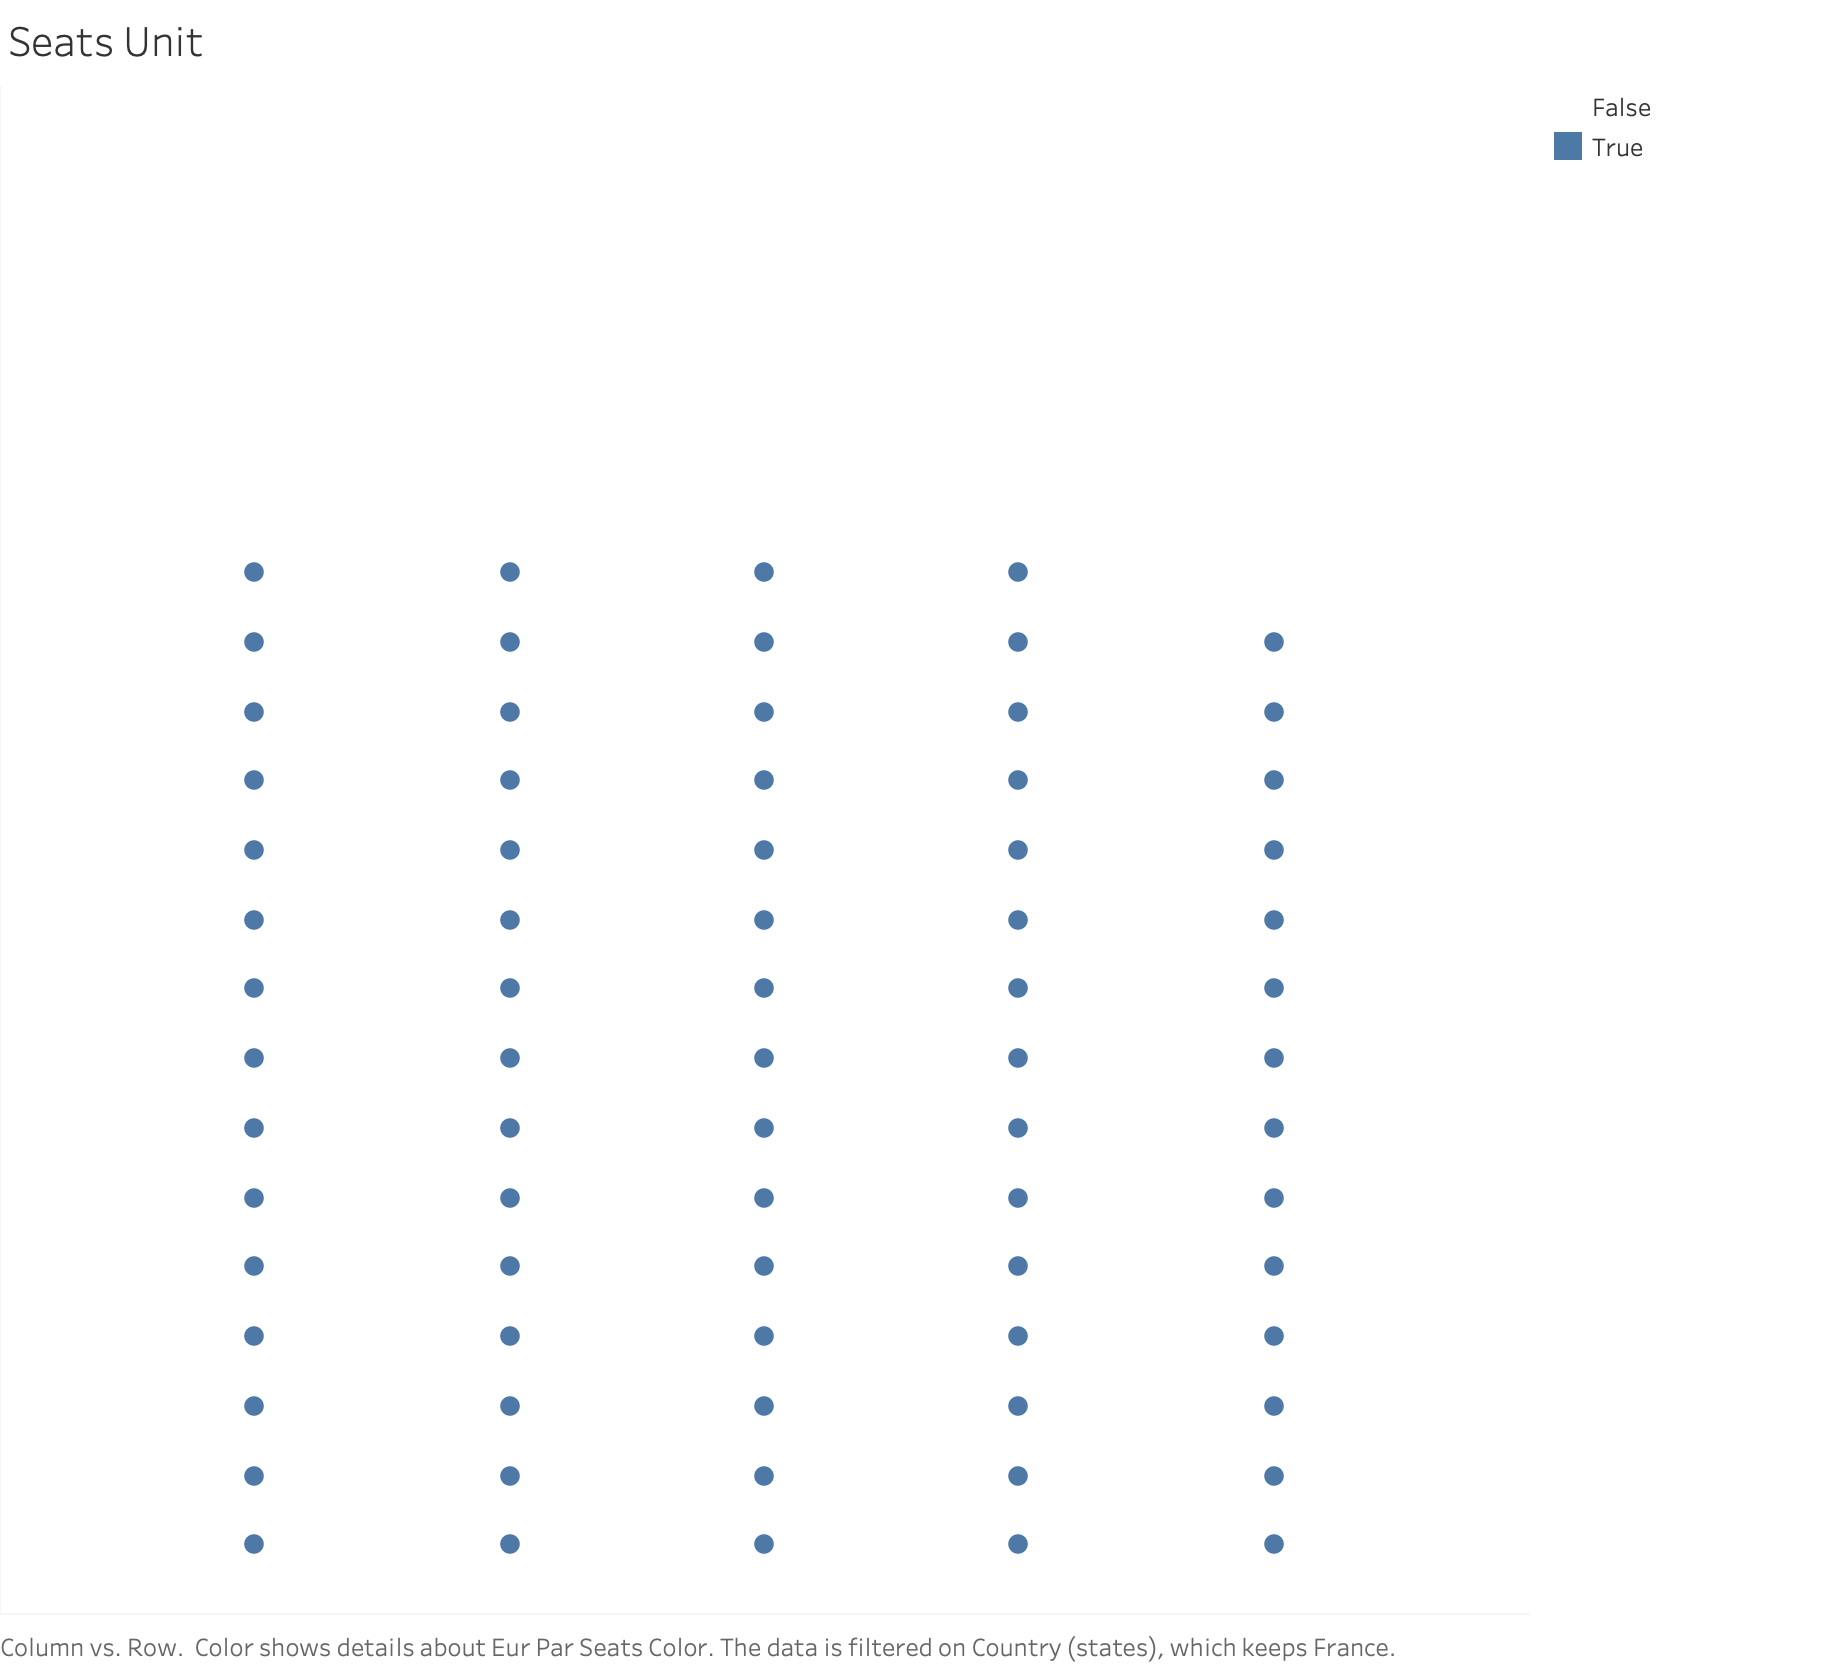 Seats Unit
False
True
Column vs. Row.  Color shows details about Eur Par Seats Color. The data is filtered on Country (states), which keeps France.